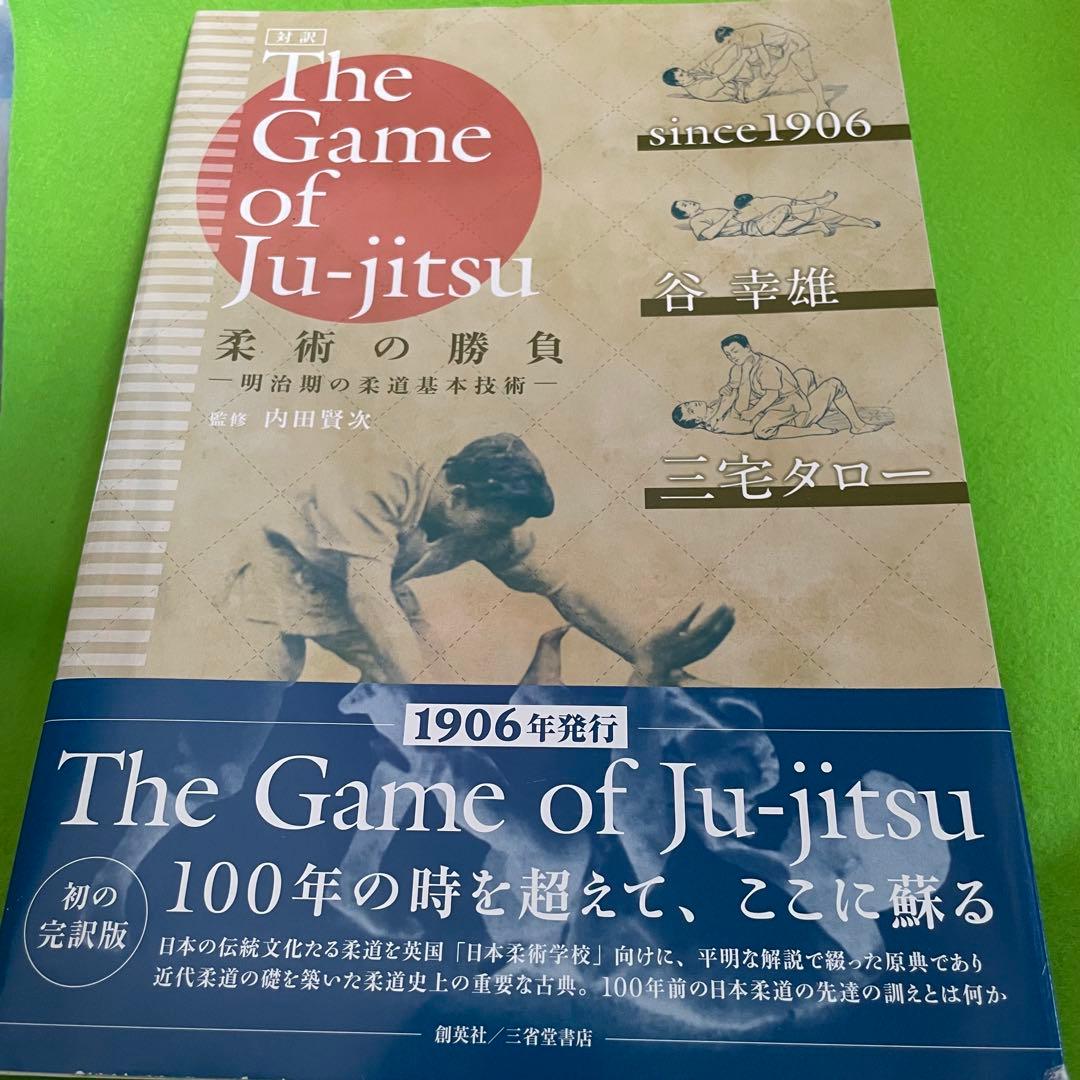 対訳
The
Game
of
Ju-jitsu
柔術の勝負
―明治期の柔道基本技術―
監修 内田賢次
since1906
谷 幸雄
三宅タロー
1906年発行
The Game of Ju-jitsu
初の
完訳版
100年の時を超えて、ここに蘇る
日本の伝統文化たる柔道を英国「日本柔術学校」向けに、平明な解説で綴った原典であり
近代柔道の礎を築いた柔道史上の重要な古典。100年前の日本柔道の先達の訓えとは何か
創英社／三省堂書店